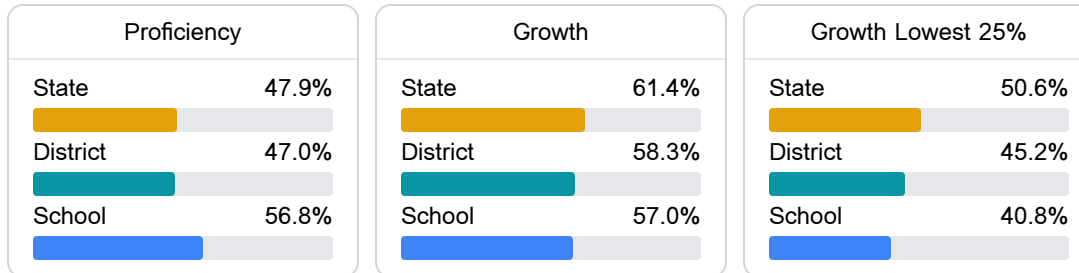 Proficiency
State 47.9%
District 47.0%
School 56.8%
Growth
State 61.4%
District 58.3%
School 57.0%
Growth Lowest 25%
State 50.6%
District 45.2%
School 40.8%